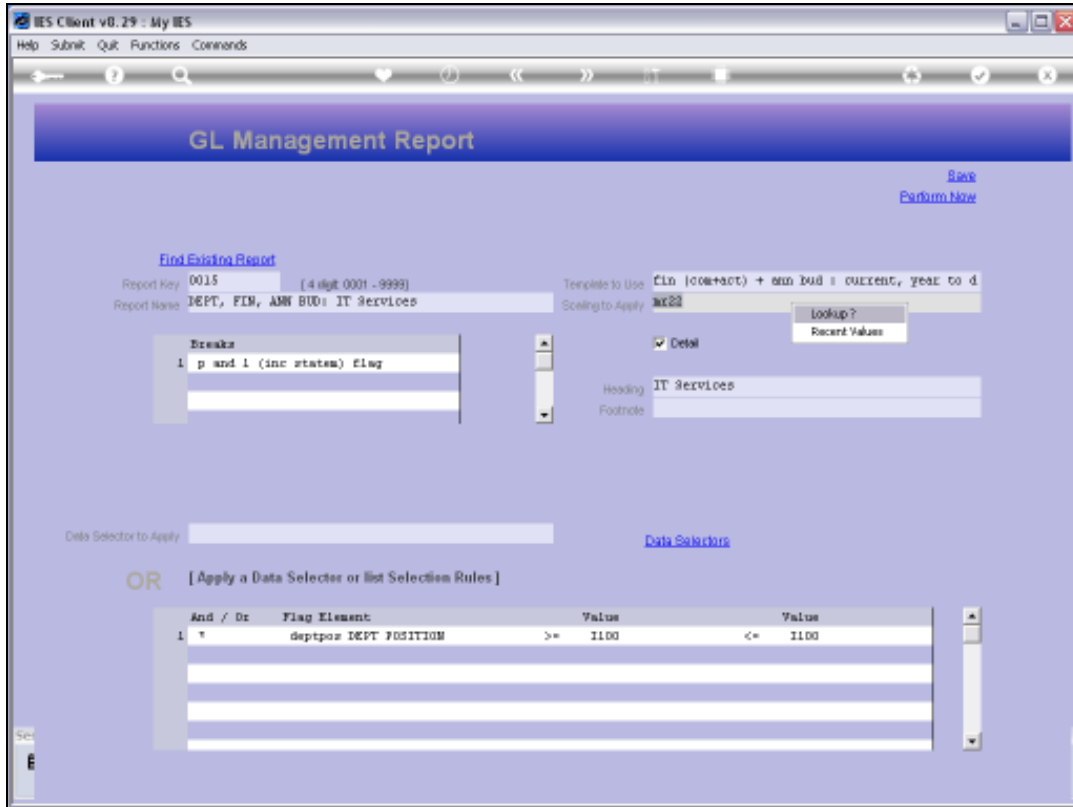 IES Client v8.29 : My IES
Help Submit Quit Functions Commands
GL Management Report
Save
Perform Now
Find Existing Report
Report Key 0015 [ 4 digit: 0001 - 9999]
Template to Use fin (com+act) + ann bud : current, year to d
Report Name DEPT, FIN, ANN BUD: IT Services
Scaling to Apply mr22
Lookup ?
Recent Values
Breaks
Detail
1 p and l (inc statem) flag
Heading IT Services
Footnote
Data Selector to Apply
Data Selectors
OR [ Apply a Data Selector or list Selection Rules ]
And / Or Flag Element Value Value
1 * deptpos DEPT POSITION >= I100 <= I100